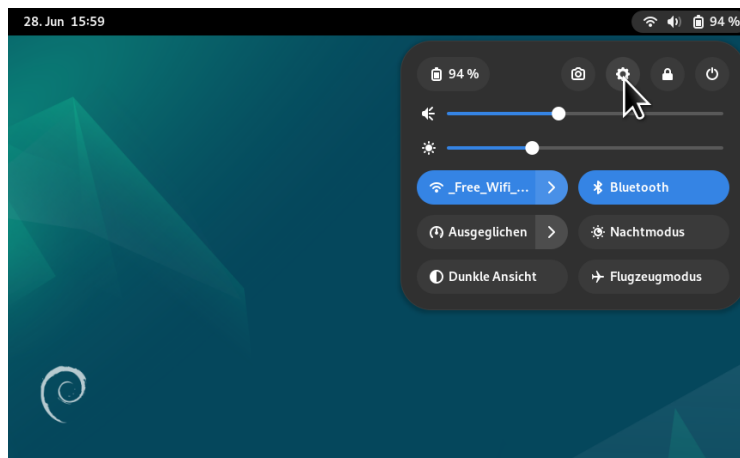 28. Jun 15:59
94 %
94 %
_Free_Wifi_...
Bluetooth
Ausgeglichen
Nachtmodus
Dunkle Ansicht
Flugzeugmodus